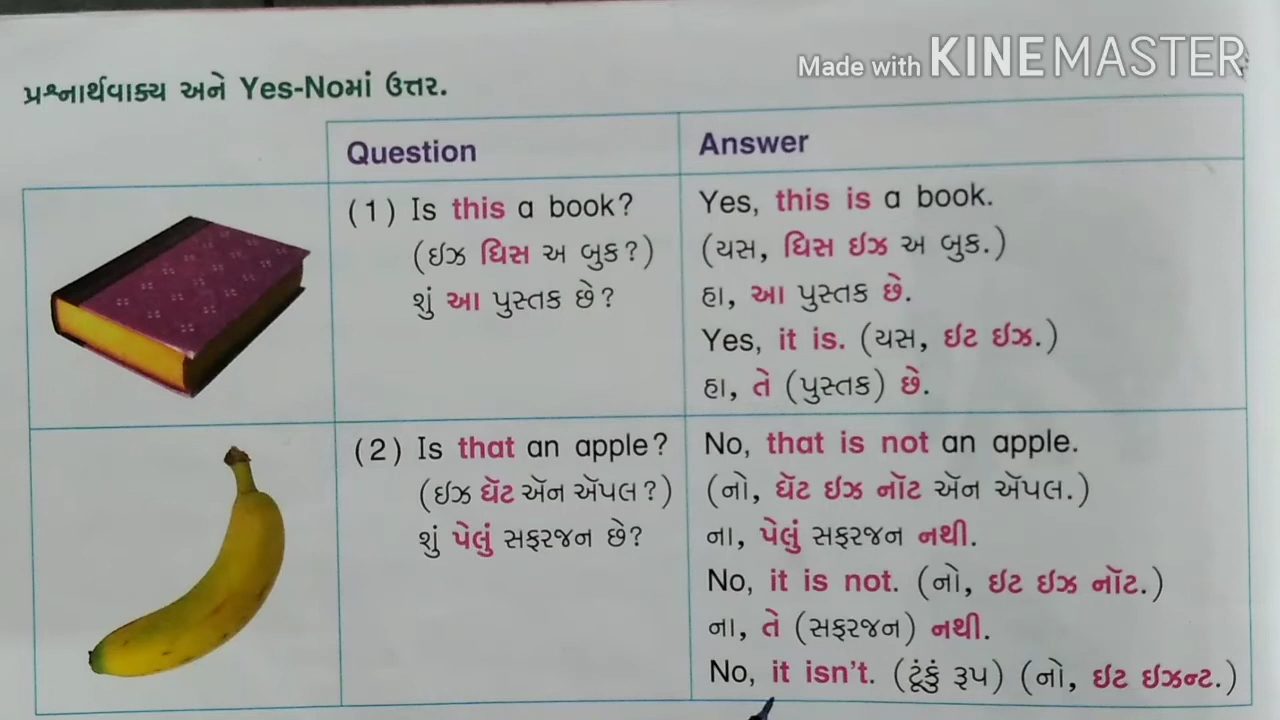 Made with KINEMASTER
પ્રશ્નાર્થવાક્ય અને Yes-Noમાં ઉત્તર.
Question
Answer
(1) Is this a book?
(ઇઝ ધિસ અ બુક?)
શું આ પુસ્તક છે?
Yes, this is a book.
(યસ, ધિસ ઇઝ અ બુક.)
હા, આ પુસ્તક છે.
Yes, it is. (યસ, ઇટ ઇઝ.)
હા, તે (પુસ્તક) છે.
(2) Is that an apple?
(ઇઝ ધૅટ ઍન ઍપલ?)
શું પેલું સફરજન છે?
No, that is not an apple.
(નો, ધૅટ ઇઝ નૉટ ઍન ઍપલ.)
ના, પેલું સફરજન નથી.
No, it is not. (નો, ઇટ ઇઝ નૉટ.)
ના, તે (સફરજન) નથી.
No, it isn't. (ટૂંકું રૂપ) (નો, ઇટ ઇઝન્ટ.)